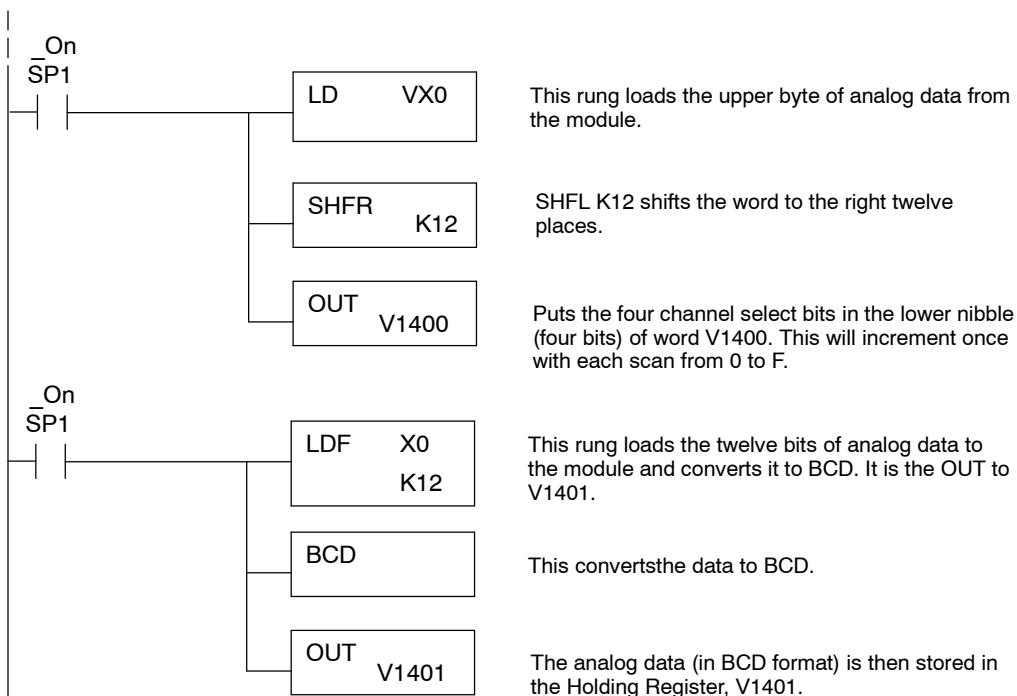 _On
SP1
LD VX0
This rung loads the upper byte of analog data from
the module.
SHFR
K12
SHFL K12 shifts the word to the right twelve
places.
OUT
V1400
Puts the four channel select bits in the lower nibble
(four bits) of word V1400. This will increment once
with each scan from 0 to F.
_On
SP1
LDF X0
K12
This rung loads the twelve bits of analog data to
the module and converts it to BCD. It is the OUT to
V1401.
BCD
This convertsthe data to BCD.
OUT
V1401
The analog data (in BCD format) is then stored in
the Holding Register, V1401.